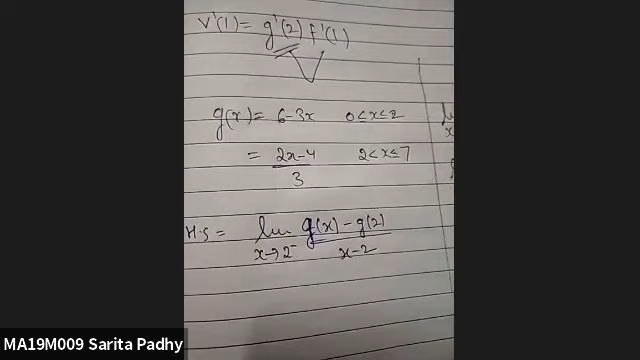 V'(1) = g'(2) f'(1)
g(x) = 6-3x 0≤x≤2
= 2x-4 2<x≤7
3
H.S = lim g(x) - g(2)
x→2⁻ x-2
MA19M009 Sarita Padhy